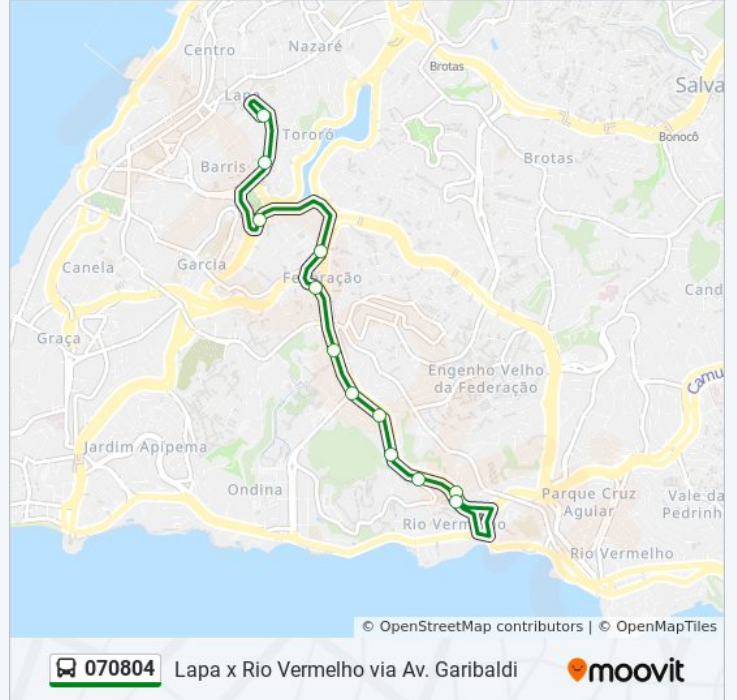 Centro
Nazaré
Brotas
Salva
Lapa
Tororó
Bonocô
Barris
Brotas
Canela
Garcia
Federação
Cand
Graça
Engenho Velho
da Federação
Camu
Jardim Apipema
Ondina
Parque Cruz
Aguiar
Vale da
Pedrinh
Rio Vermelho
Rio Vermelho
© OpenStreetMap contributors | © OpenMapTiles
070804 Lapa x Rio Vermelho via Av. Garibaldi
moovit